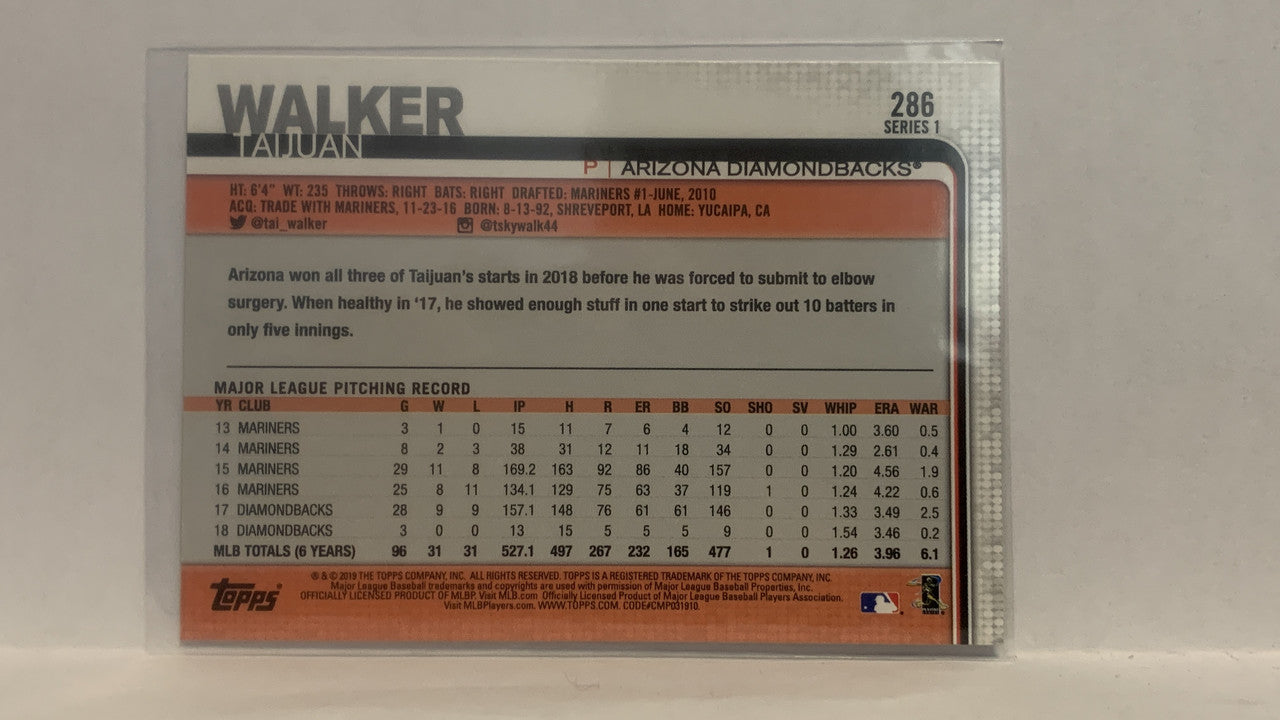 WALKER
TAIJUAN
286
SERIES 1
P | ARIZONA DIAMONDBACKS®
HT: 6'4" WT: 235 THROWS: RIGHT BATS: RIGHT DRAFTED: MARINERS #1-JUNE, 2010
ACQ: TRADE WITH MARINERS, 11-23-16 BORN: 8-13-92, SHREVEPORT, LA HOME: YUCAIPA, CA
@tai_walker @tskywalk44
Arizona won all three of Taijuan's starts in 2018 before he was forced to submit to elbow
surgery. When healthy in '17, he showed enough stuff in one start to strike out 10 batters in
only five innings.
MAJOR LEAGUE PITCHING RECORD
YR CLUB G W L IP H R ER BB SO SHO SV WHIP ERA WAR
13 MARINERS 3 1 0 15 11 7 6 4 12 0 0 1.00 3.60 0.5
14 MARINERS 8 2 3 38 31 12 11 18 34 0 0 1.29 2.61 0.4
15 MARINERS 29 11 8 169.2 163 92 86 40 157 0 0 1.20 4.56 1.9
16 MARINERS 25 8 11 134.1 129 75 63 37 119 1 0 1.24 4.22 0.6
17 DIAMONDBACKS 28 9 9 157.1 148 76 61 61 146 0 0 1.33 3.49 2.5
18 DIAMONDBACKS 3 0 0 13 15 5 5 5 9 0 0 1.54 3.46 0.2
MLB TOTALS (6 YEARS) 96 31 31 527.1 497 267 232 165 477 1 0 1.26 3.96 6.1
Topps
® & © 2019 THE TOPPS COMPANY, INC. ALL RIGHTS RESERVED. TOPPS IS A REGISTERED TRADEMARK OF THE TOPPS COMPANY, INC.
Major League Baseball trademarks and copyrights are used with permission of Major League Baseball Properties, Inc.
OFFICIALLY LICENSED PRODUCT OF MLBP. Visit MLB.com Officially Licensed Product of Major League Baseball Players Association.
Visit MLBPlayers.com. WWW.TOPPS.COM. CODE#CMP031910.